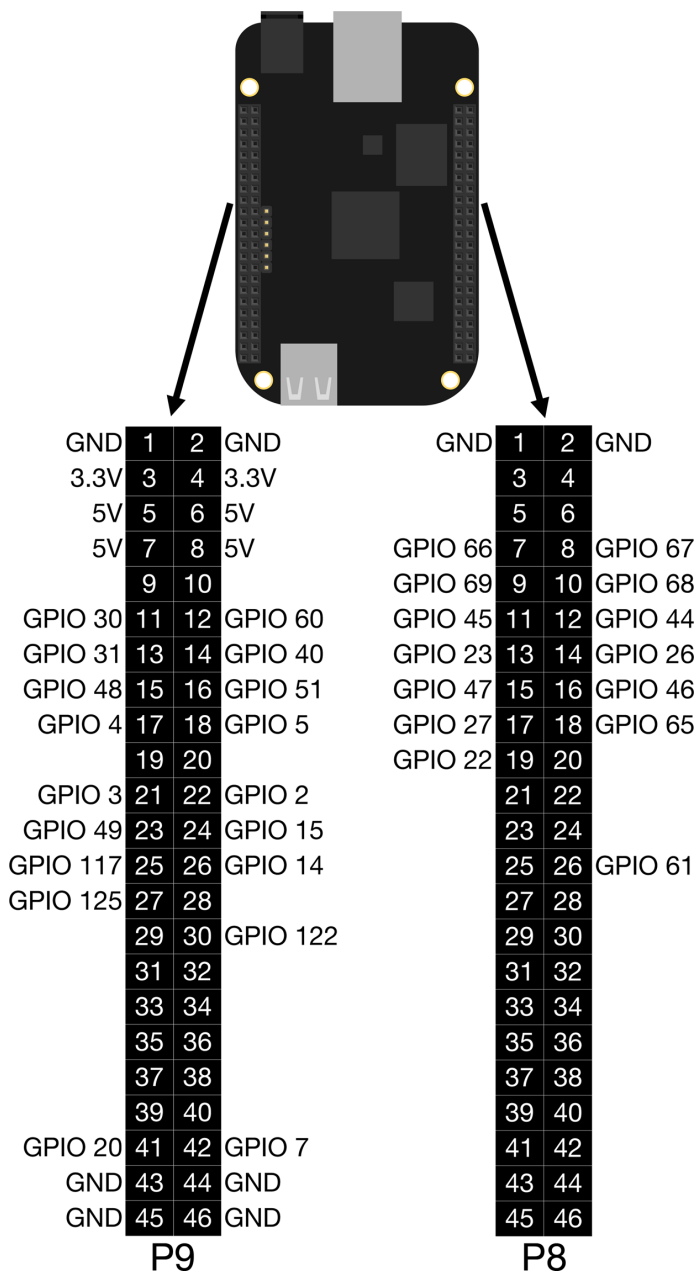 GND 1 2 GND GND 1 2 GND
3.3V 3 4 3.3V 3 4
5V 5 6 5V 5 6
5V 7 8 5V GPIO 66 7 8 GPIO 67
9 10 GPIO 69 9 10 GPIO 68
GPIO 30 11 12 GPIO 60 GPIO 45 11 12 GPIO 44
GPIO 31 13 14 GPIO 40 GPIO 23 13 14 GPIO 26
GPIO 48 15 16 GPIO 51 GPIO 47 15 16 GPIO 46
GPIO 4 17 18 GPIO 5 GPIO 27 17 18 GPIO 65
19 20 GPIO 22 19 20
GPIO 3 21 22 GPIO 2 21 22
GPIO 49 23 24 GPIO 15 23 24
GPIO 117 25 26 GPIO 14 25 26 GPIO 61
GPIO 125 27 28 27 28
29 30 GPIO 122 29 30
31 32 31 32
33 34 33 34
35 36 35 36
37 38 37 38
39 40 39 40
GPIO 20 41 42 GPIO 7 41 42
GND 43 44 GND 43 44
GND 45 46 GND 45 46
P9 P8